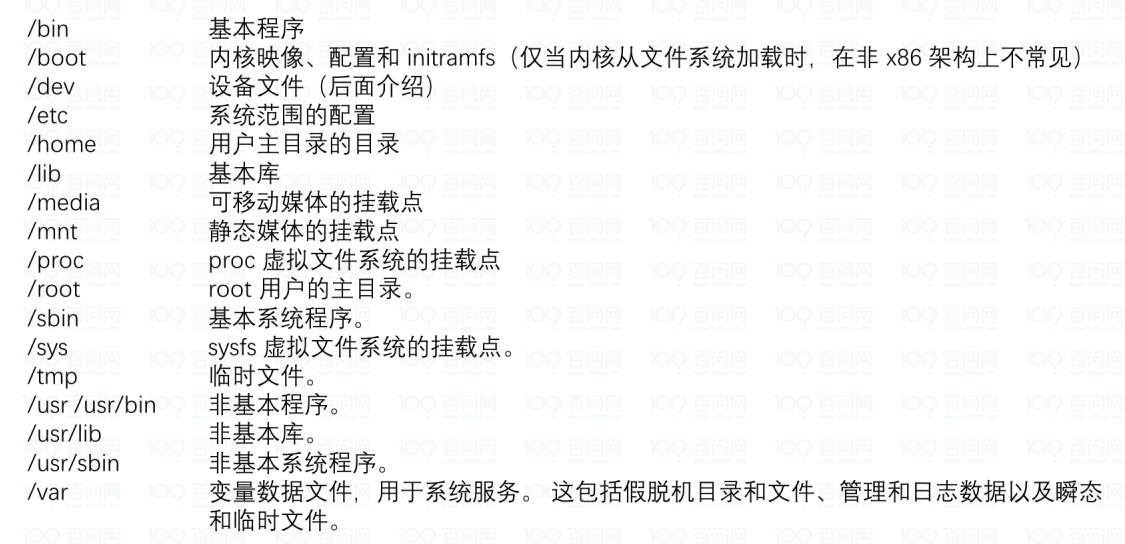 /bin 基本程序
/boot 内核映像、配置和 initramfs（仅当内核从文件系统加载时，在非 x86 架构上不常见）
/dev 设备文件（后面介绍）
/etc 系统范围的配置
/home 用户主目录的目录
/lib 基本库
/media 可移动媒体的挂载点
/mnt 静态媒体的挂载点
/proc proc 虚拟文件系统的挂载点
/root root 用户的主目录。
/sbin 基本系统程序。
/sys sysfs 虚拟文件系统的挂载点。
/tmp 临时文件。
/usr /usr/bin 非基本程序。
/usr/lib 非基本库。
/usr/sbin 非基本系统程序。
/var 变量数据文件，用于系统服务。 这包括假脱机目录和文件、管理和日志数据以及瞬态
和临时文件。